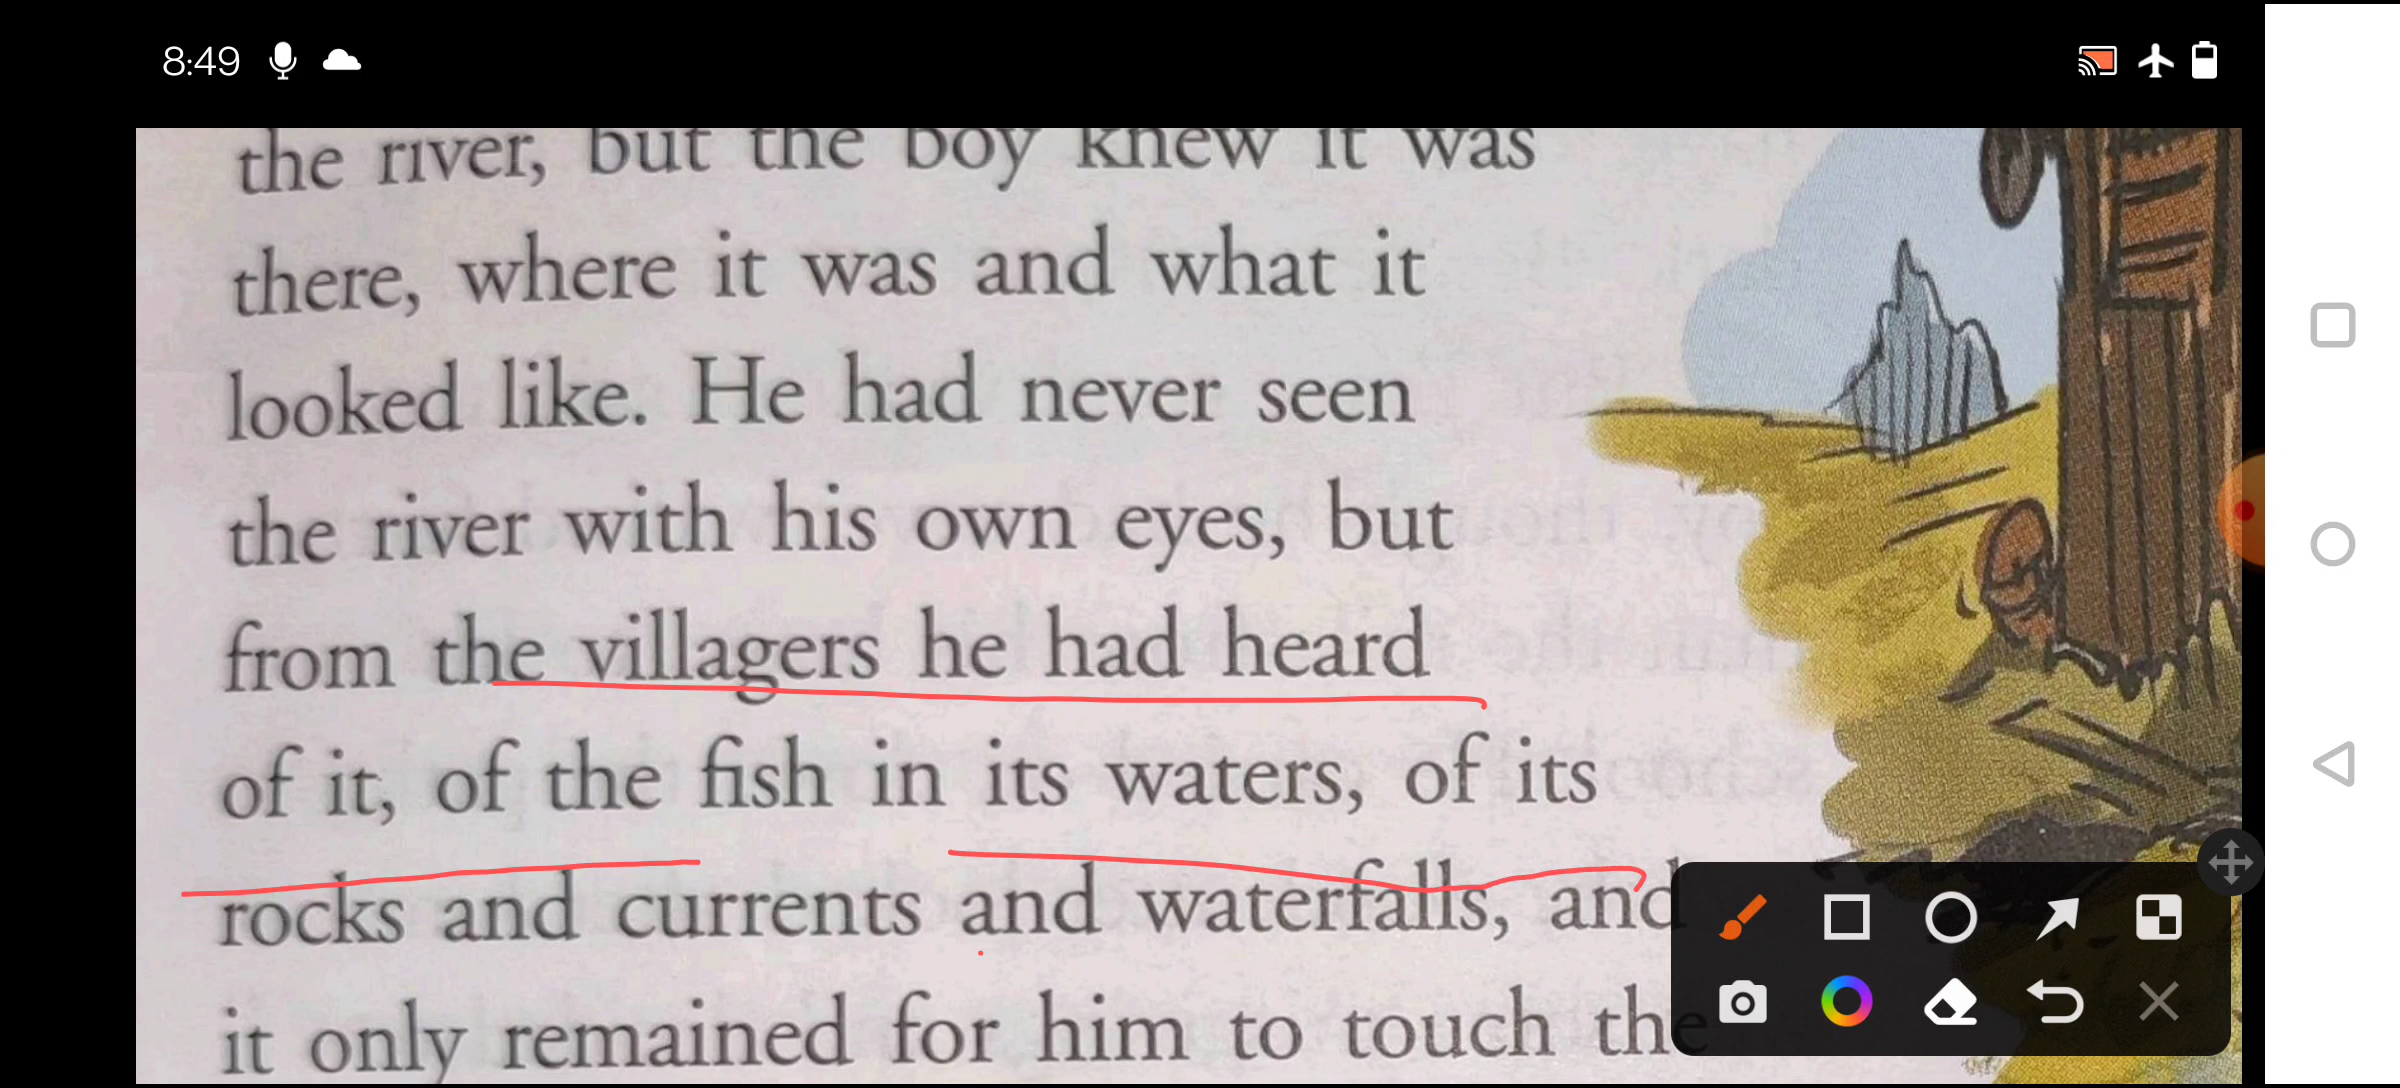 8:49
the river, but the boy knew it was
there, where it was and what it
looked like. He had never seen
the river with his own eyes, but
from the villagers he had heard
of it, of the fish in its waters, of its
rocks and currents and waterfalls, and
it only remained for him to touch the